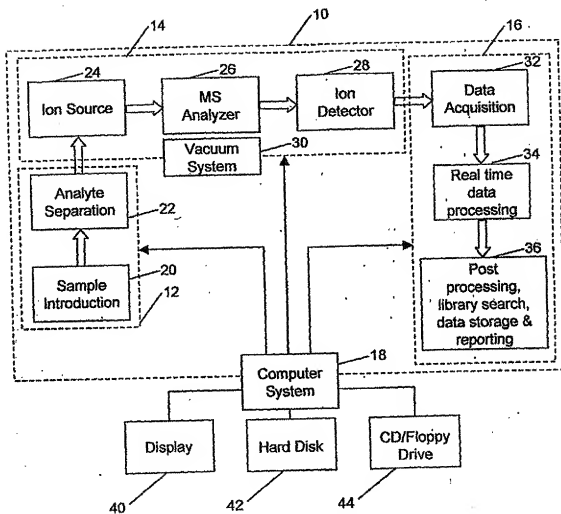 10
14
16
24
26
28
32
Ion Source
MS
Analyzer
Ion
Detector
Data
Acquisition
Vacuum
System
30
34
Analyte
Separation
22
Real time
data
processing
36
20
Sample
Introduction
12
Post
processing,
library search,
data storage &
reporting
18
Computer
System
Display
Hard Disk
CD/Floppy
Drive
40
42
44